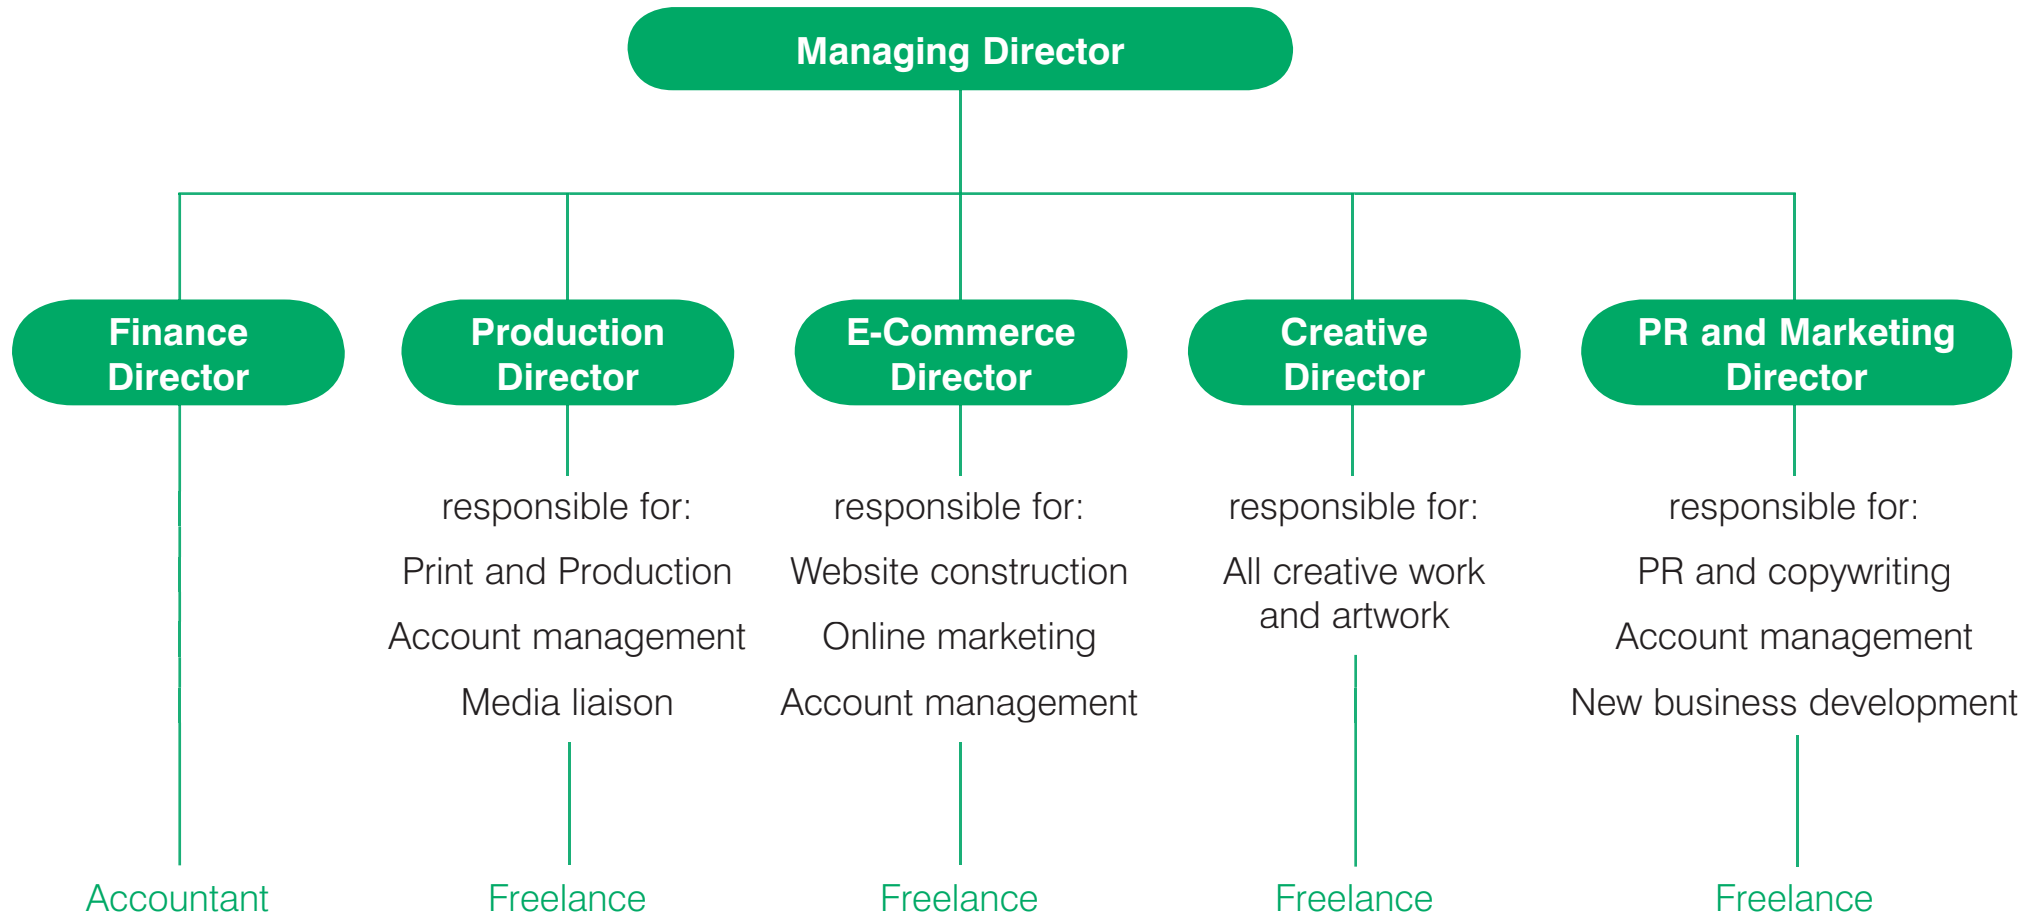 Managing Director
Finance
Director
Production
Director
E-Commerce
Director
Creative
Director
PR and Marketing
Director
responsible for:
Print and Production
Account management
Media liaison
responsible for:
Website construction
Online marketing
Account management
responsible for:
All creative work
and artwork
responsible for:
PR and copywriting
Account management
New business development
Accountant
Freelance
Freelance
Freelance
Freelance